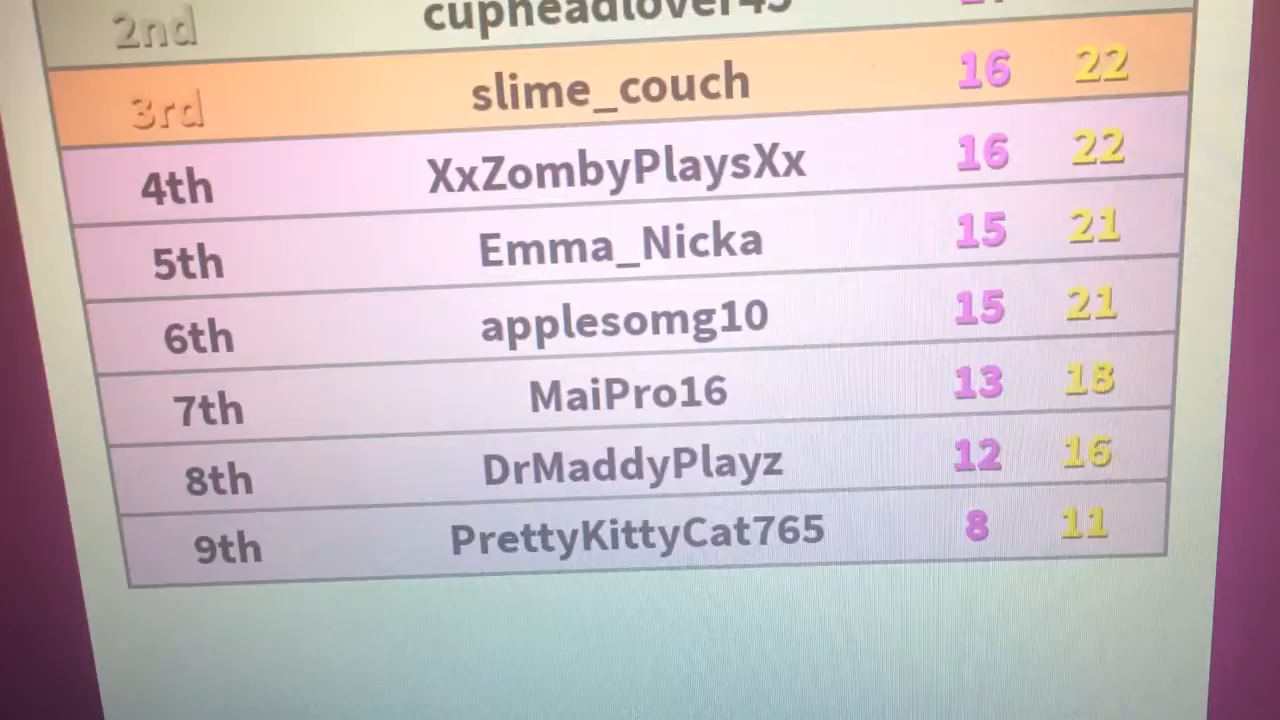 2nd cupheadlover45
3rd slime_couch 16 22
4th XxZombyPlaysXx 16 22
5th Emma_Nicka 15 21
6th applesomg10 15 21
7th MaiPro16 13 18
8th DrMaddyPlayz 12 16
9th PrettyKittyCat765 8 11